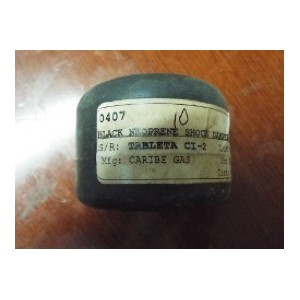 0407
10
BLACK NEOPRENE SHOCK
S/R: TABLETA CI-2
Mfg: CARIBE GAS